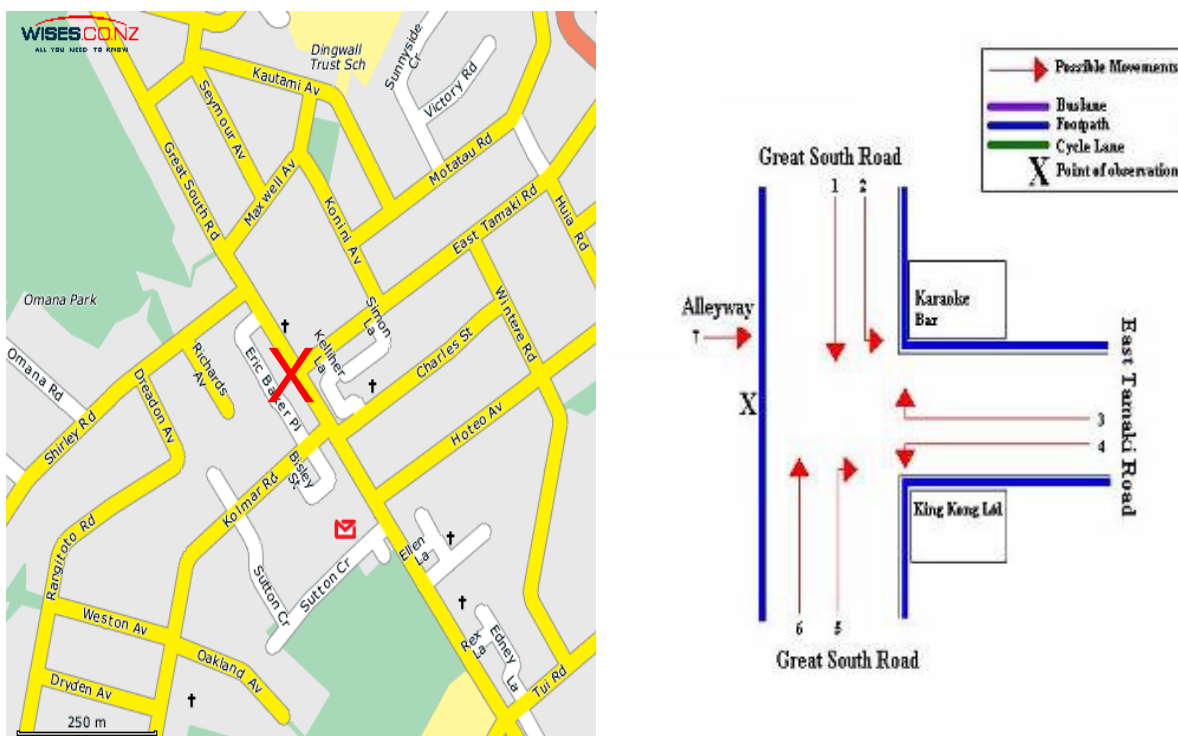 WISES.CO.NZ
ALL YOU NEED TO KNOW
Dingwall
Trust Sch
Sunnyside
Cr
Victory Rd
Kautami Av
Seymour Av
Great South Rd
Maxwell Av
Motatau Rd
Konini Av
East Tamaki Rd
Huia Rd
Omana Park
Simon
La
Kelliher
La
Wintere Rd
Charles St
Omana Rd
Richards
Av
Eric Baker Pl
X
Dreadon Av
Shirley Rd
Hoteo Av
Bisley
St
Kolmar Rd
Rangitoto Rd
Ellen
La
Sutton Cr
Sutton Cr
Weston Av
Rex
La
Edney
La
Oakland Av
Tui Rd
Dryden Av
250 m
Possible Movements
Buslane
Footpath
Cycle Lane
X Point of observation
Great South Road
1 2
Alleyway
7
Karaoke
Bar
East Tamaki Road
X
3
4
King Kong Ltd
6 5
Great South Road